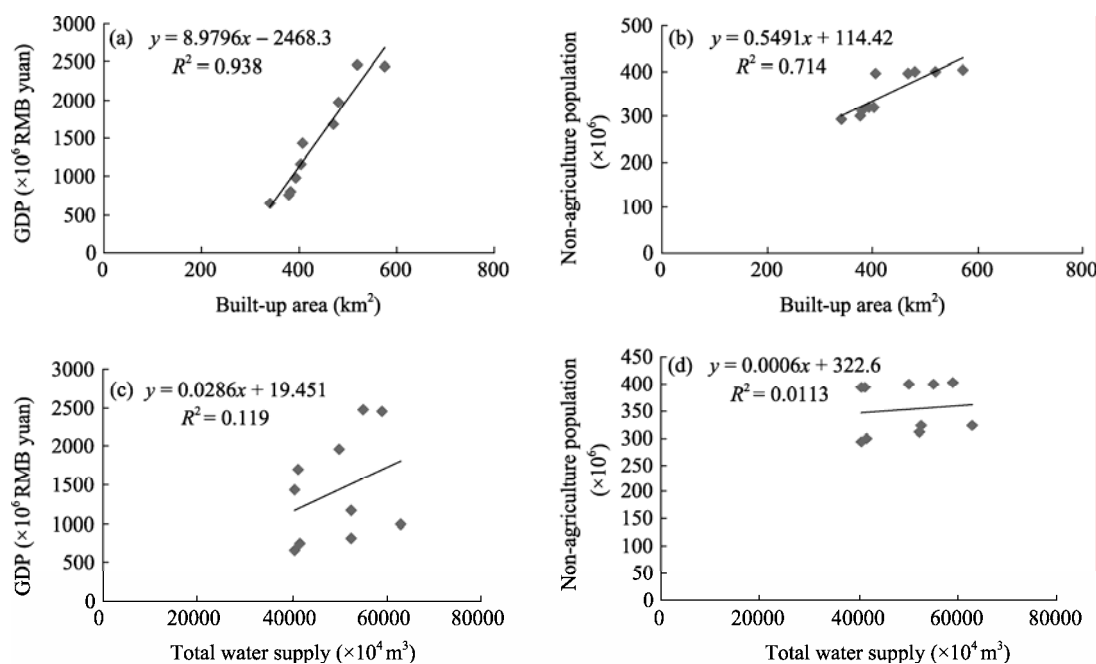 (a) y = 8.9796x − 2468.3
R² = 0.938
GDP (×10⁶ RMB yuan)
3000
2500
2000
1500
1000
500
0
0 200 400 600 800
Built-up area (km²)
(b) y = 0.5491x + 114.42
R² = 0.714
Non-agriculture population
(×10⁶)
500
400
300
200
100
0
0 200 400 600 800
Built-up area (km²)
(c) y = 0.0286x + 19.451
R² = 0.119
GDP (×10⁶ RMB yuan)
3000
2500
2000
1500
1000
500
0
0 20000 40000 60000 80000
Total water supply (×10⁴ m³)
(d) y = 0.0006x + 322.6
R² = 0.0113
Non-agriculture population
(×10⁶)
450
400
350
300
250
200
150
100
50
0
0 20000 40000 60000 80000
Total water supply (×10⁴ m³)